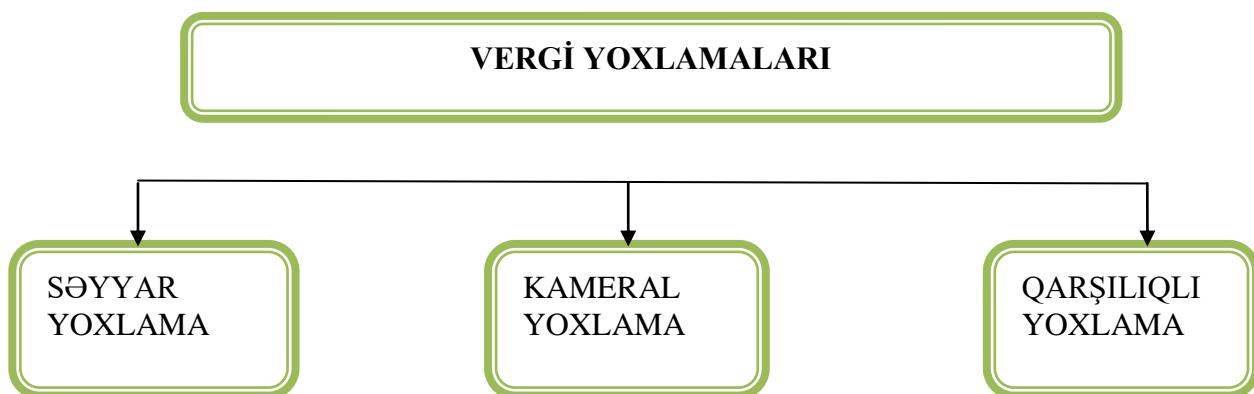 VERGİ YOXLAMALARI
SƏYYAR
YOXLAMA
KAMERAL
YOXLAMA
QARŞILIQLI
YOXLAMA